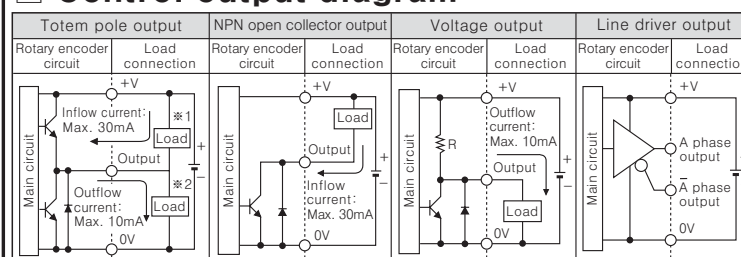 Control output diagram
Totem pole output
NPN open collector output
Voltage output
Line driver output
Rotary encoder circuit
Load connection
Rotary encoder circuit
Load connection
Rotary encoder circuit
Load connection
Rotary encoder circuit
Load connectio
Main circuit
+V
Inflow current:
Max. 30mA
※1
Load
Output
※2
Outflow
current:
Max. 10mA
Load
+
−
0V
Main circuit
+V
Load
Output
Inflow
current:
Max. 30mA
+
−
0V
Main circuit
+V
R
Outflow
current:
Max. 10mA
Output
Load
+
−
0V
Main circuit
+V
A phase
output
A̅ phase
output
+
−
0V